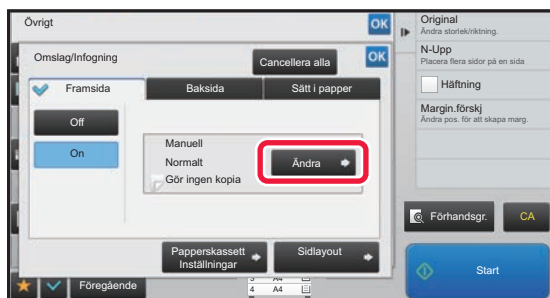 Övrigt
OK
Omslag/Infogning
Cancellera alla
OK
Framsida
Baksida
Sätt i papper
Off
On
Manuell
Normalt
Gör ingen kopia
Ändra
Papperskassett
Inställningar
Sidlayout
Föregående
A4
4 A4
Original
Ändra storlek/riktning.
N-Upp
Placera flera sidor på en sida
Häftning
Margin.förskj
Ändra pos. för att skapa marg.
Förhandsgr.
CA
Start